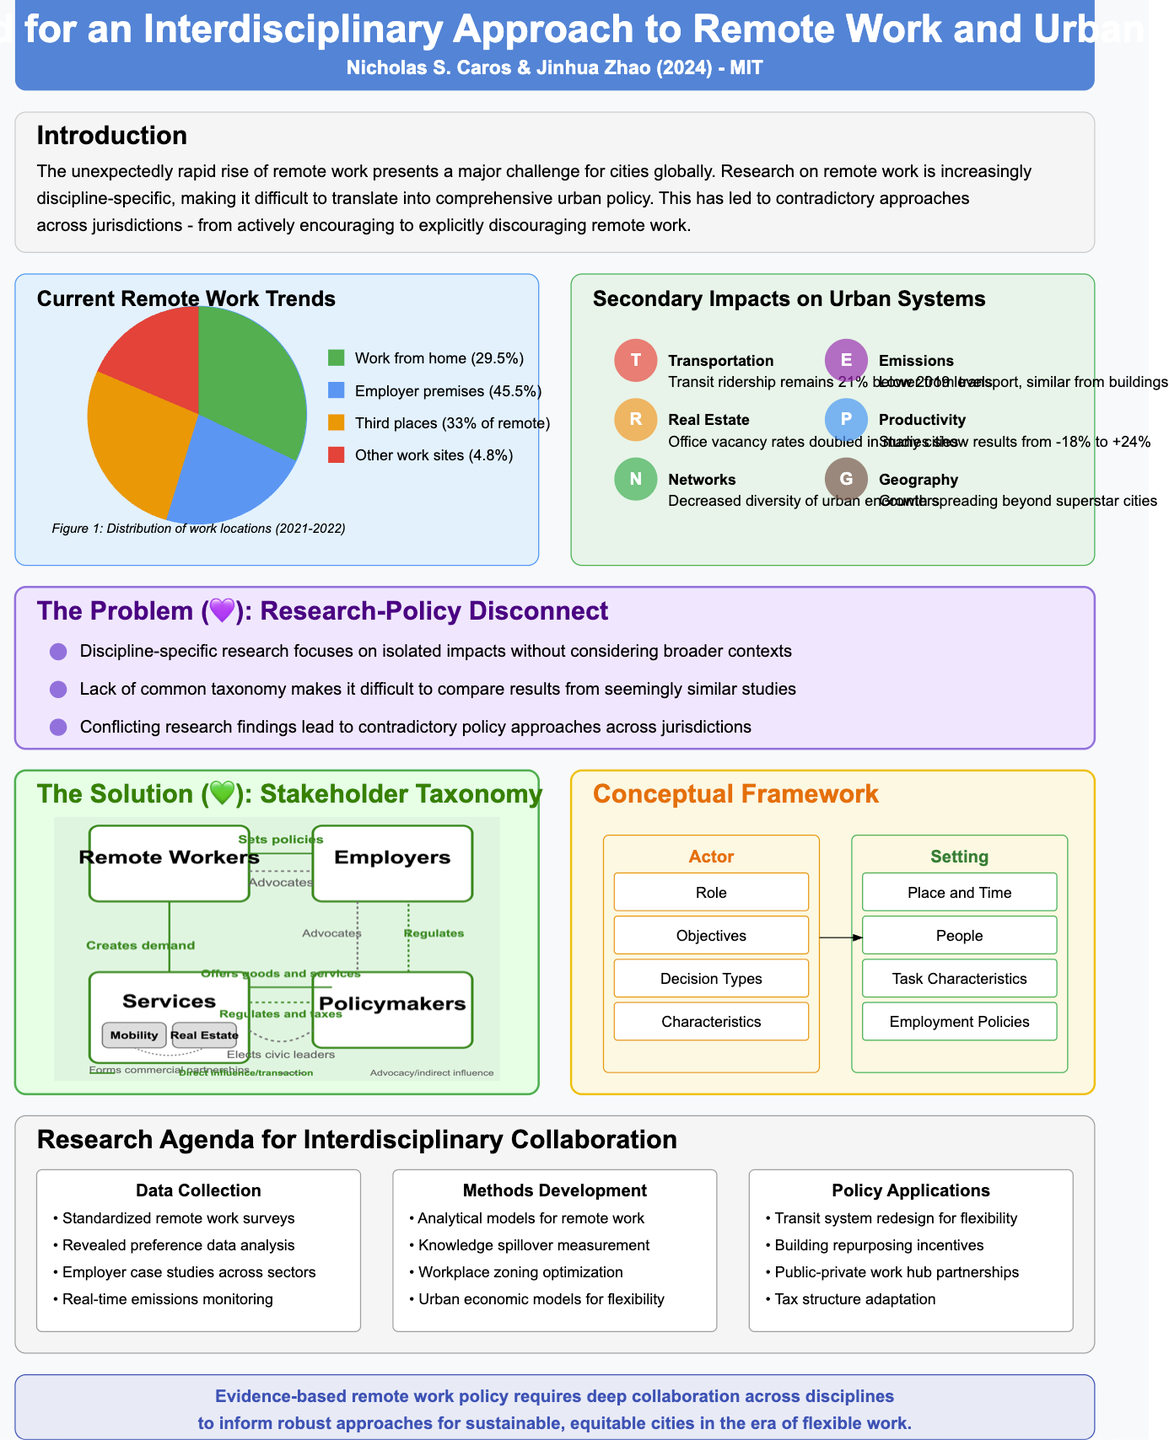 d for an Interdisciplinary Approach to Remote Work and Urban
Nicholas S. Caros & Jinhua Zhao (2024) - MIT
Introduction
The unexpectedly rapid rise of remote work presents a major challenge for cities globally. Research on remote work is increasingly
discipline-specific, making it difficult to translate into comprehensive urban policy. This has led to contradictory approaches
across jurisdictions - from actively encouraging to explicitly discouraging remote work.
Current Remote Work Trends
Work from home (29.5%)
Employer premises (45.5%)
Third places (33% of remote)
Other work sites (4.8%)
Figure 1: Distribution of work locations (2021-2022)
Secondary Impacts on Urban Systems
T
Transportation
Transit ridership remains 21% below 2019 levels
E
Emissions
Lower from transport, similar from buildings
R
Real Estate
Office vacancy rates doubled in many cities
P
Productivity
Studies show results from -18% to +24%
N
Networks
Decreased diversity of urban encounters
G
Geography
Growth spreading beyond superstar cities
The Problem (💜): Research-Policy Disconnect
Discipline-specific research focuses on isolated impacts without considering broader contexts
Lack of common taxonomy makes it difficult to compare results from seemingly similar studies
Conflicting research findings lead to contradictory policy approaches across jurisdictions
The Solution (💚): Stakeholder Taxonomy
Remote Workers
Sets policies
Advocates
Employers
Creates demand
Advocates
Regulates
Offers goods and services
Services
Mobility
Real Estate
Regulates and taxes
Policymakers
Elects civic leaders
Forms commercial partnerships
Direct influence/transaction
Advocacy/indirect influence
Conceptual Framework
Actor
Role
Objectives
Decision Types
Characteristics
Setting
Place and Time
People
Task Characteristics
Employment Policies
Research Agenda for Interdisciplinary Collaboration
Data Collection
• Standardized remote work surveys
• Revealed preference data analysis
• Employer case studies across sectors
• Real-time emissions monitoring
Methods Development
• Analytical models for remote work
• Knowledge spillover measurement
• Workplace zoning optimization
• Urban economic models for flexibility
Policy Applications
• Transit system redesign for flexibility
• Building repurposing incentives
• Public-private work hub partnerships
• Tax structure adaptation
Evidence-based remote work policy requires deep collaboration across disciplines
to inform robust approaches for sustainable, equitable cities in the era of flexible work.